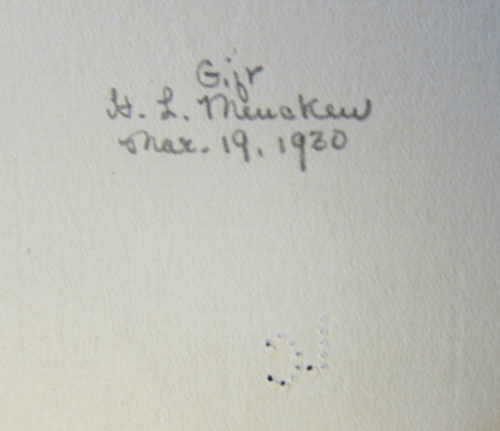 Gift
H. L. Mencken
Mar. 19, 1930